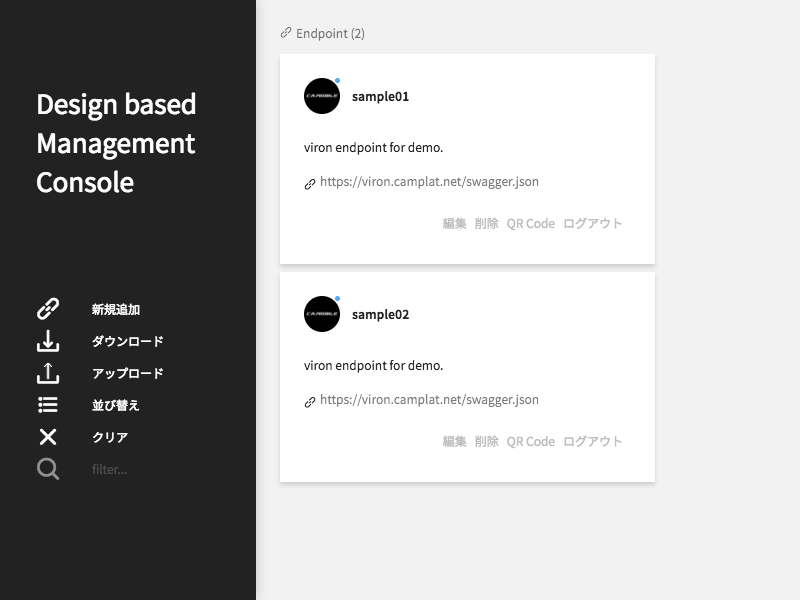 Design based
Management
Console
新規追加
ダウンロード
アップロード
並び替え
クリア
filter...
Endpoint (2)
sample01
viron endpoint for demo.
https://viron.camplat.net/swagger.json
編集 削除 QR Code ログアウト
sample02
viron endpoint for demo.
https://viron.camplat.net/swagger.json
編集 削除 QR Code ログアウト